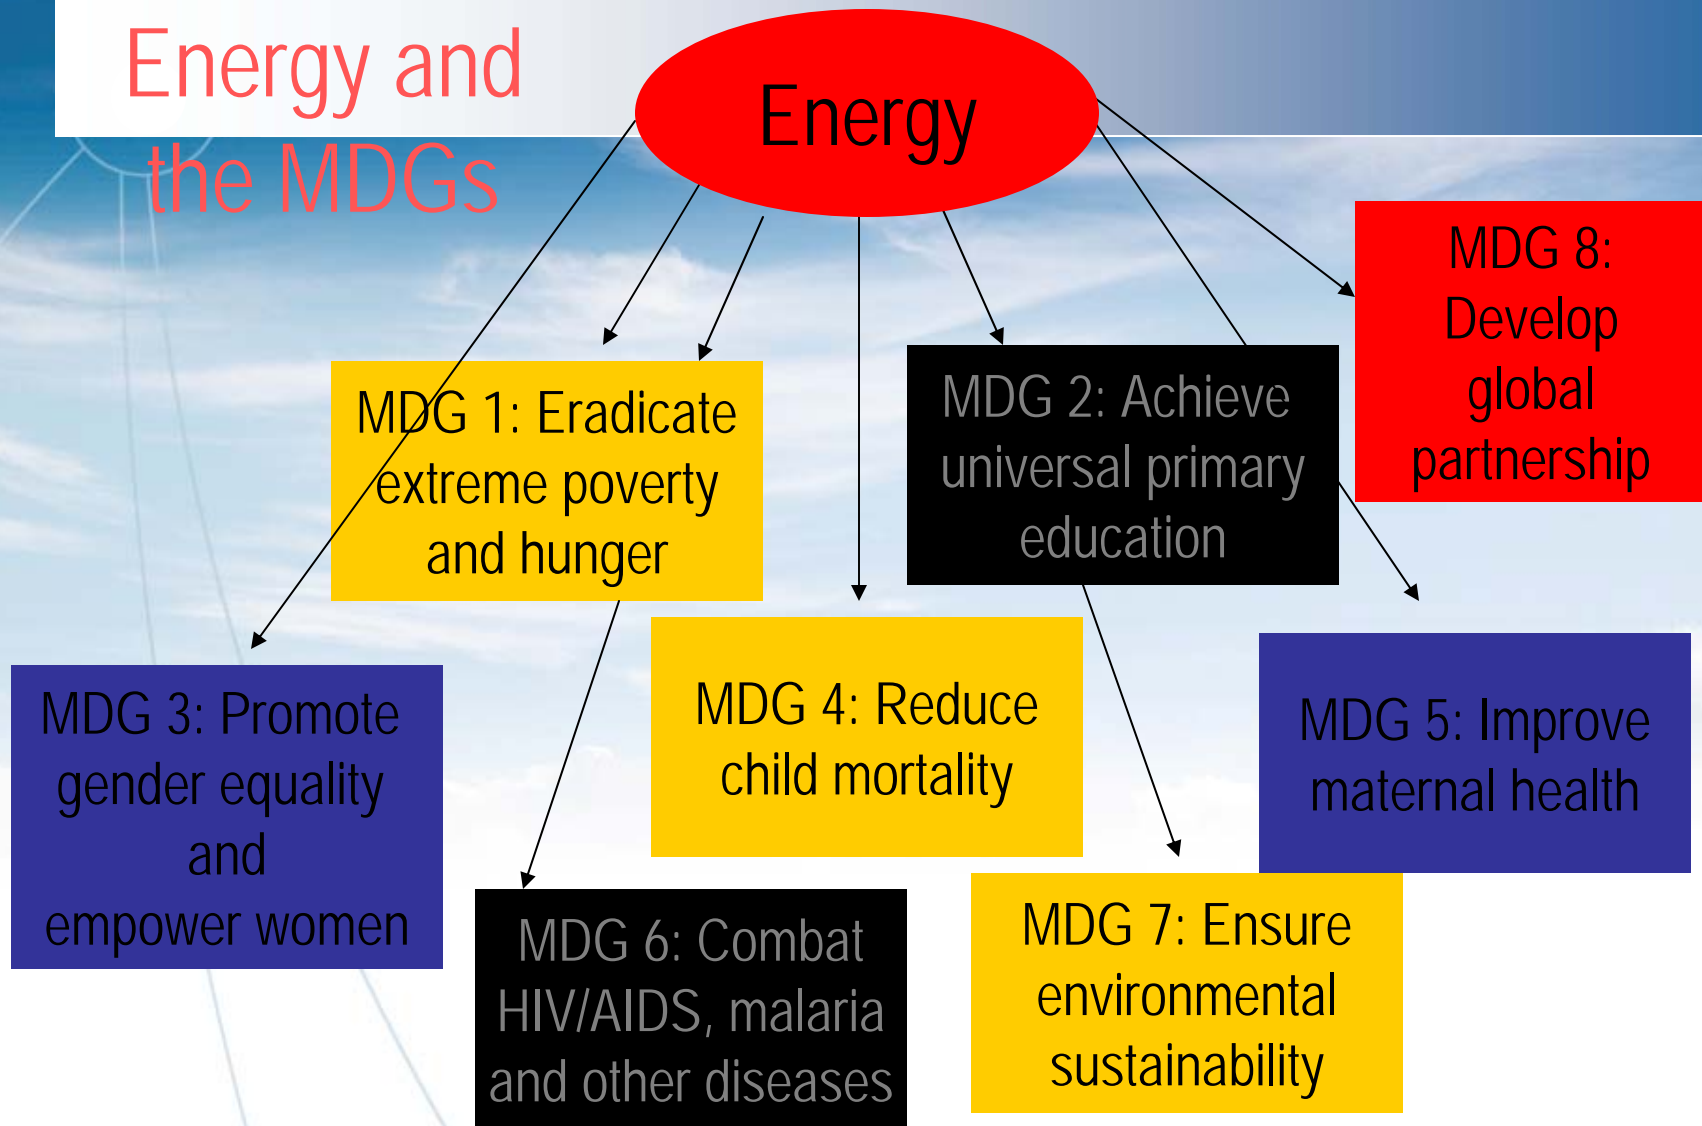 Energy and
the MDGs
Energy
MDG 8:
Develop
global
partnership
MDG 1: Eradicate
extreme poverty
and hunger
MDG 2: Achieve
universal primary
education
MDG 3: Promote
gender equality
and
empower women
MDG 4: Reduce
child mortality
MDG 5: Improve
maternal health
MDG 6: Combat
HIV/AIDS, malaria
and other diseases
MDG 7: Ensure
environmental
sustainability